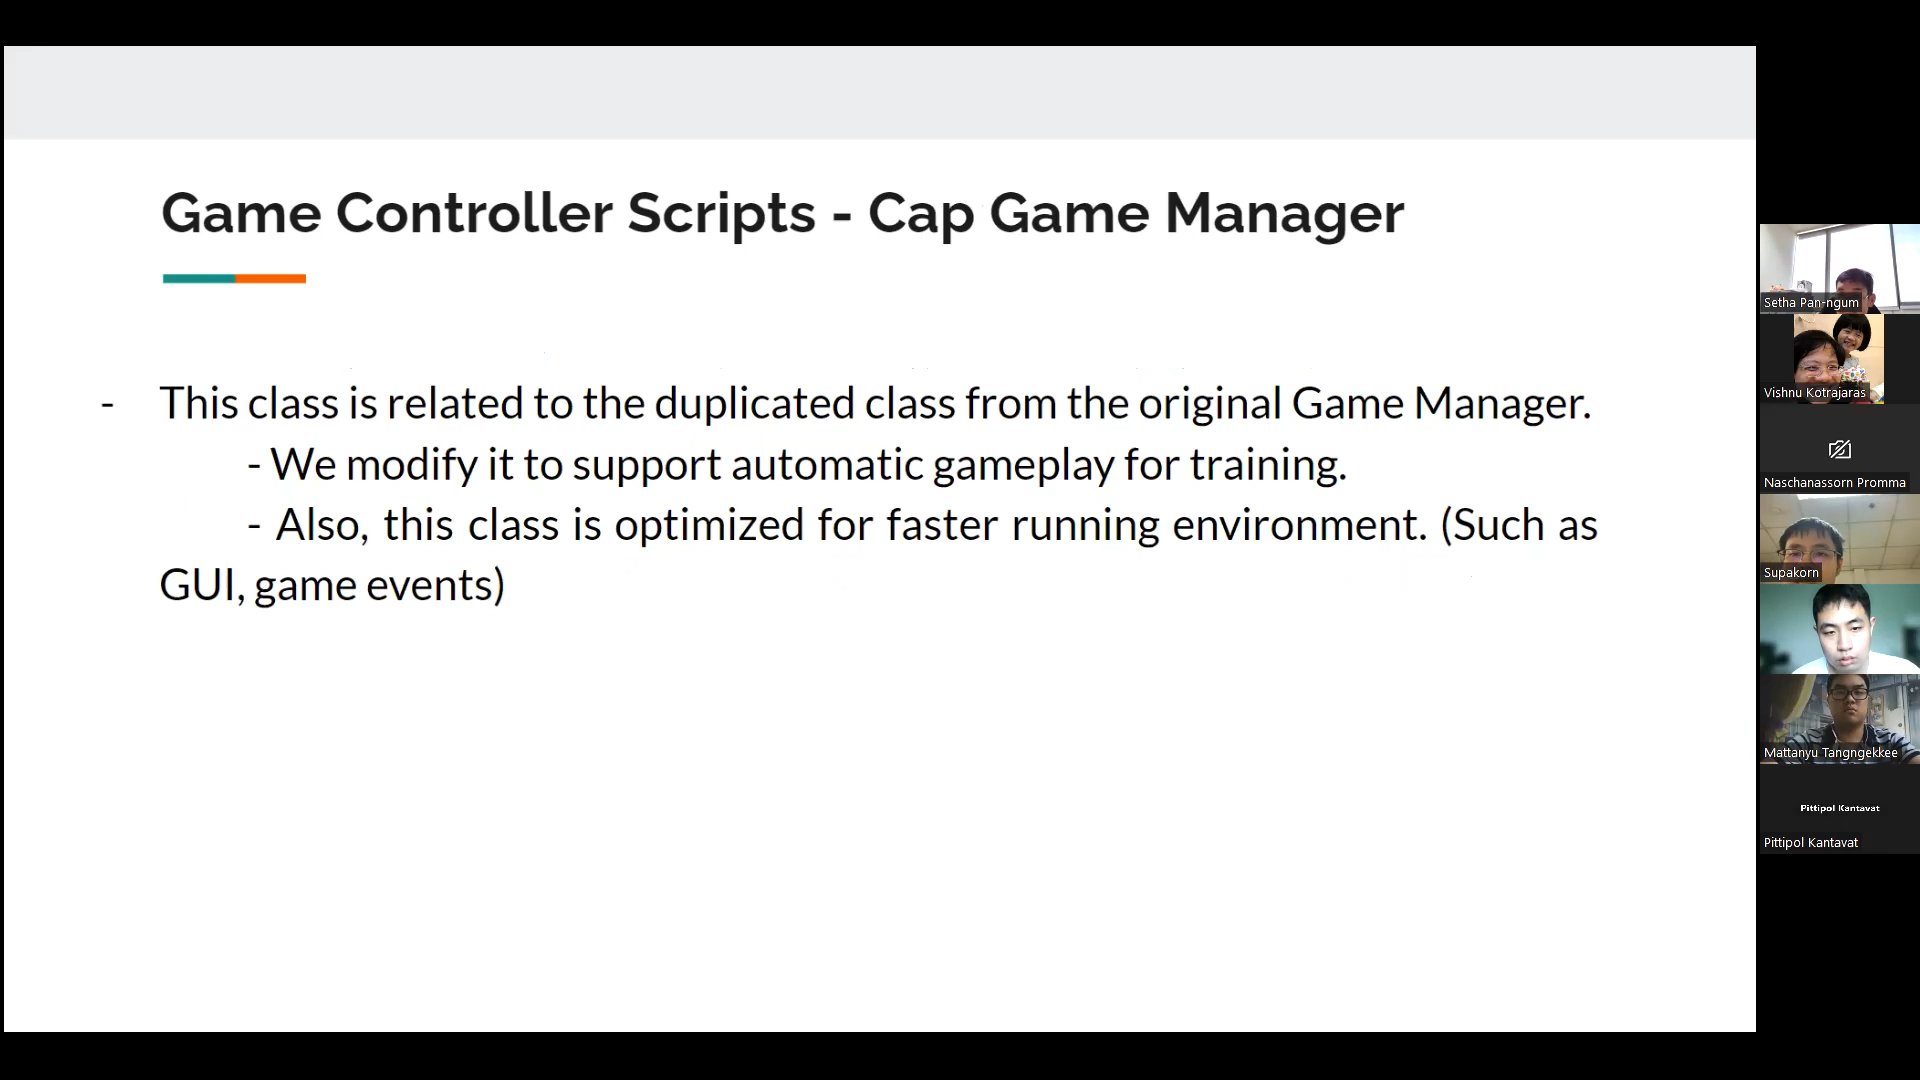 Game Controller Scripts - Cap Game Manager
- This class is related to the duplicated class from the original Game Manager.
- We modify it to support automatic gameplay for training.
- Also, this class is optimized for faster running environment. (Such as
GUI, game events)
Setha Pan-ngum
Vishnu Kotrajaras
Naschanassorn Promma
Supakorn
Mattanyu Tangngekkee
Pittipol Kantavat
Pittipol Kantavat